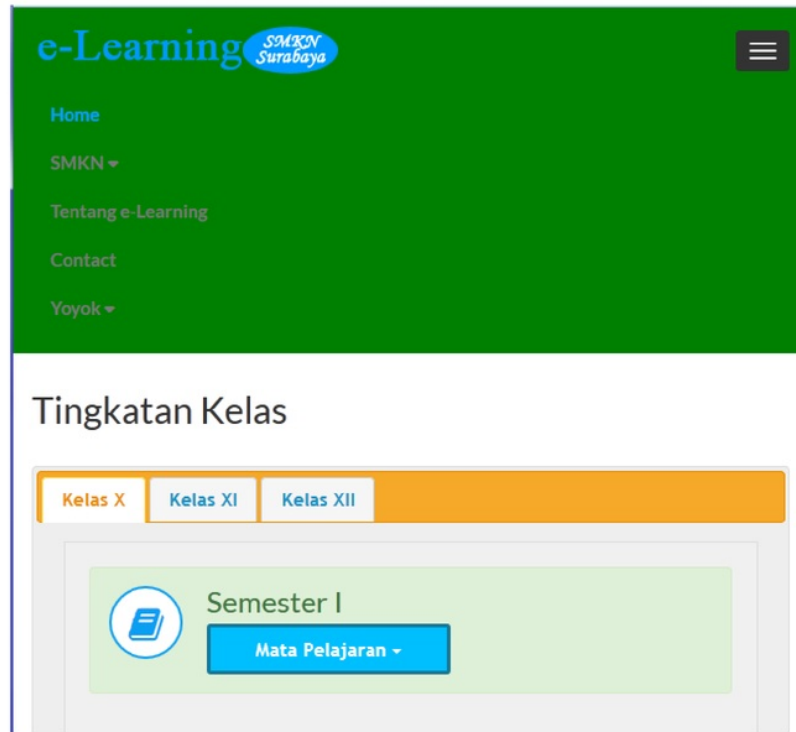 e-Learning SMKN Surabaya
Home
SMKN
Tentang e-Learning
Contact
Yoyok
Tingkatan Kelas
Kelas X Kelas XI Kelas XII
Semester I
Mata Pelajaran